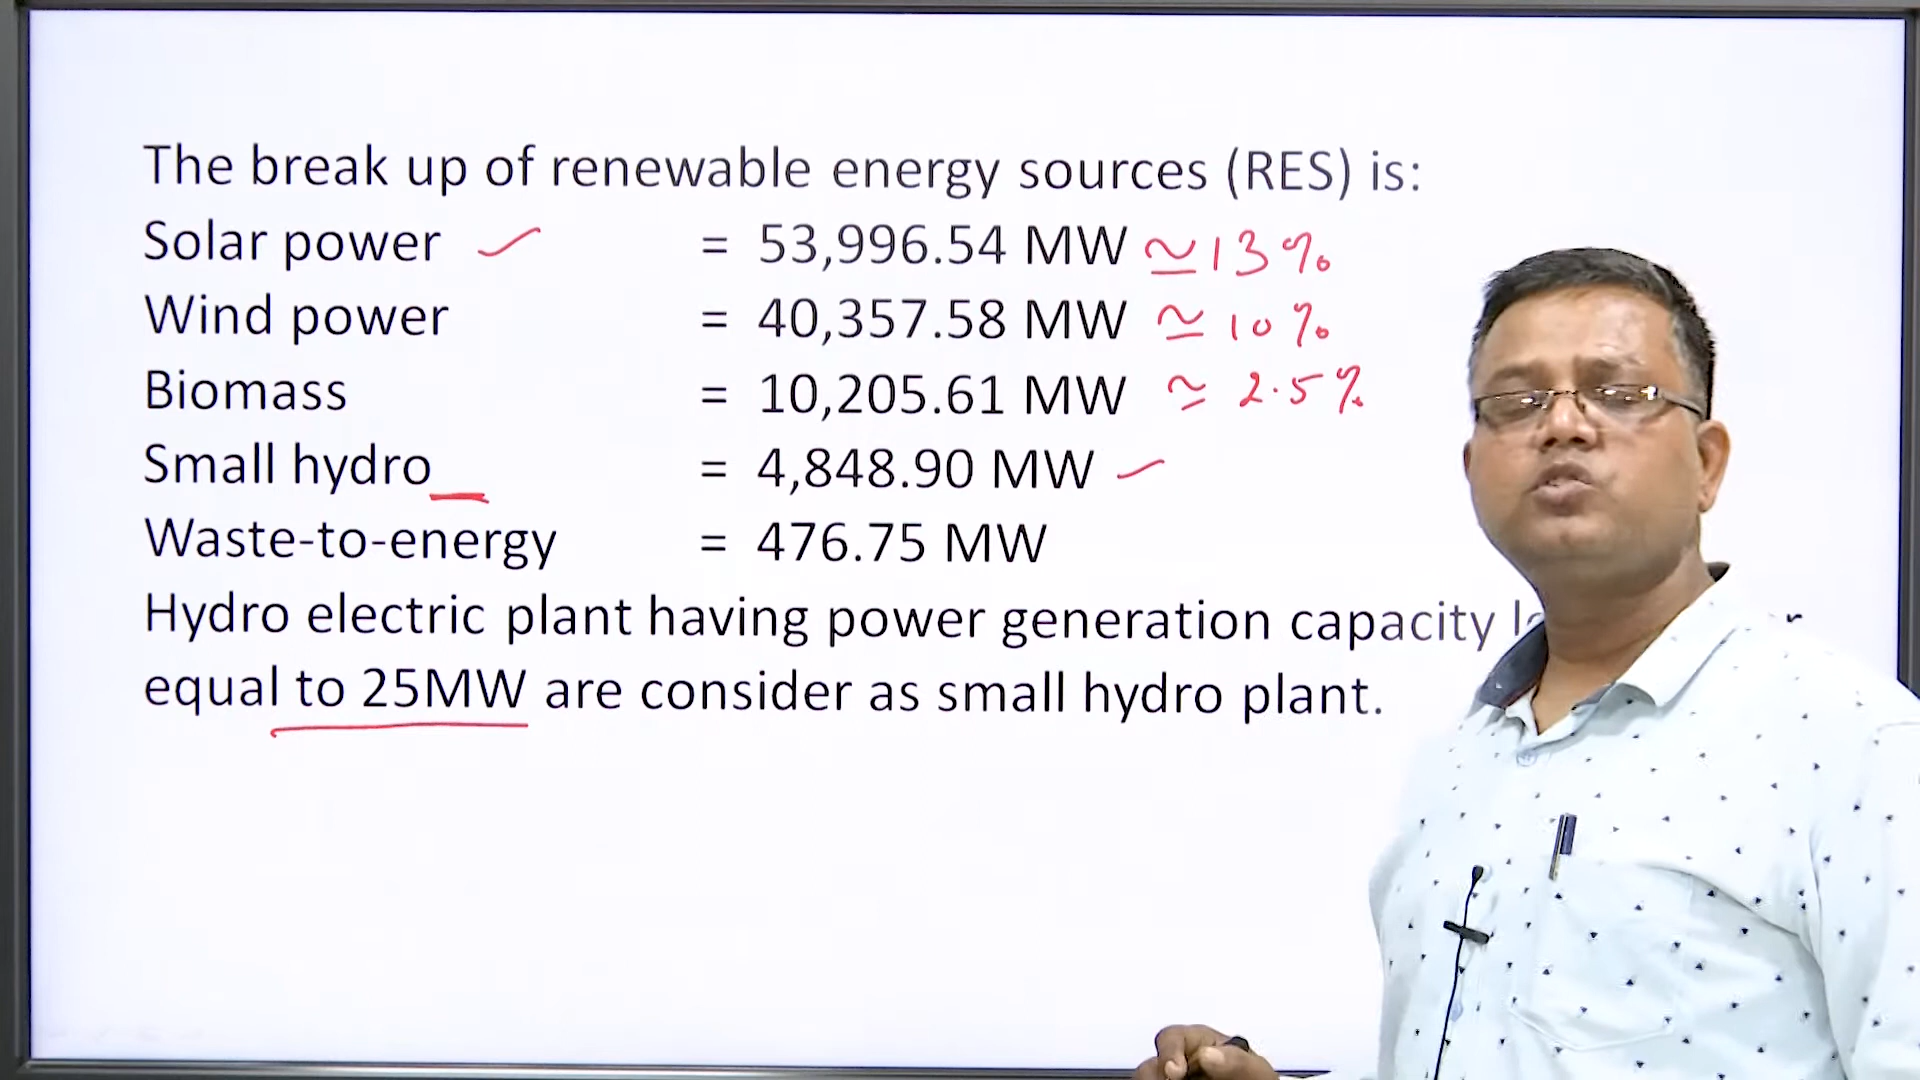 The break up of renewable energy sources (RES) is:
Solar power = 53,996.54 MW ≃13%
Wind power = 40,357.58 MW ≃ 10%
Biomass = 10,205.61 MW ≃ 2.5%
Small hydro = 4,848.90 MW
Waste-to-energy = 476.75 MW
Hydro electric plant having power generation capacity
equal to 25MW are consider as small hydro plant.